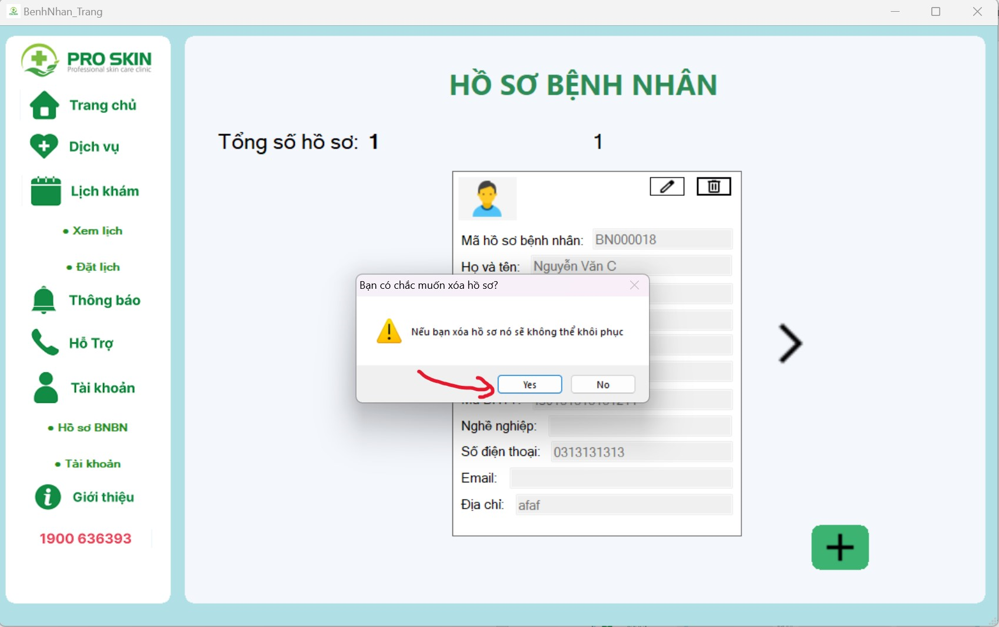 BenhNhan_Trang
PRO SKIN
Professional skin care clinic
Trang chủ
Dịch vụ
Lịch khám
• Xem lịch
• Đặt lịch
Thông báo
Hỗ Trợ
Tài khoản
• Hồ sơ BNBN
• Tài khoản
Giới thiệu
1900 636393
HỒ SƠ BỆNH NHÂN
Tổng số hồ sơ: 1
1
Mã hồ sơ bệnh nhân: BN000018
Họ và tên: Nguyễn Văn C
Bạn có chắc muốn xóa hồ sơ?
Nếu bạn xóa hồ sơ nó sẽ không thể khôi phục
Yes No
Nghề nghiệp:
Số điện thoại: 0313131313
Email:
Địa chỉ: afaf